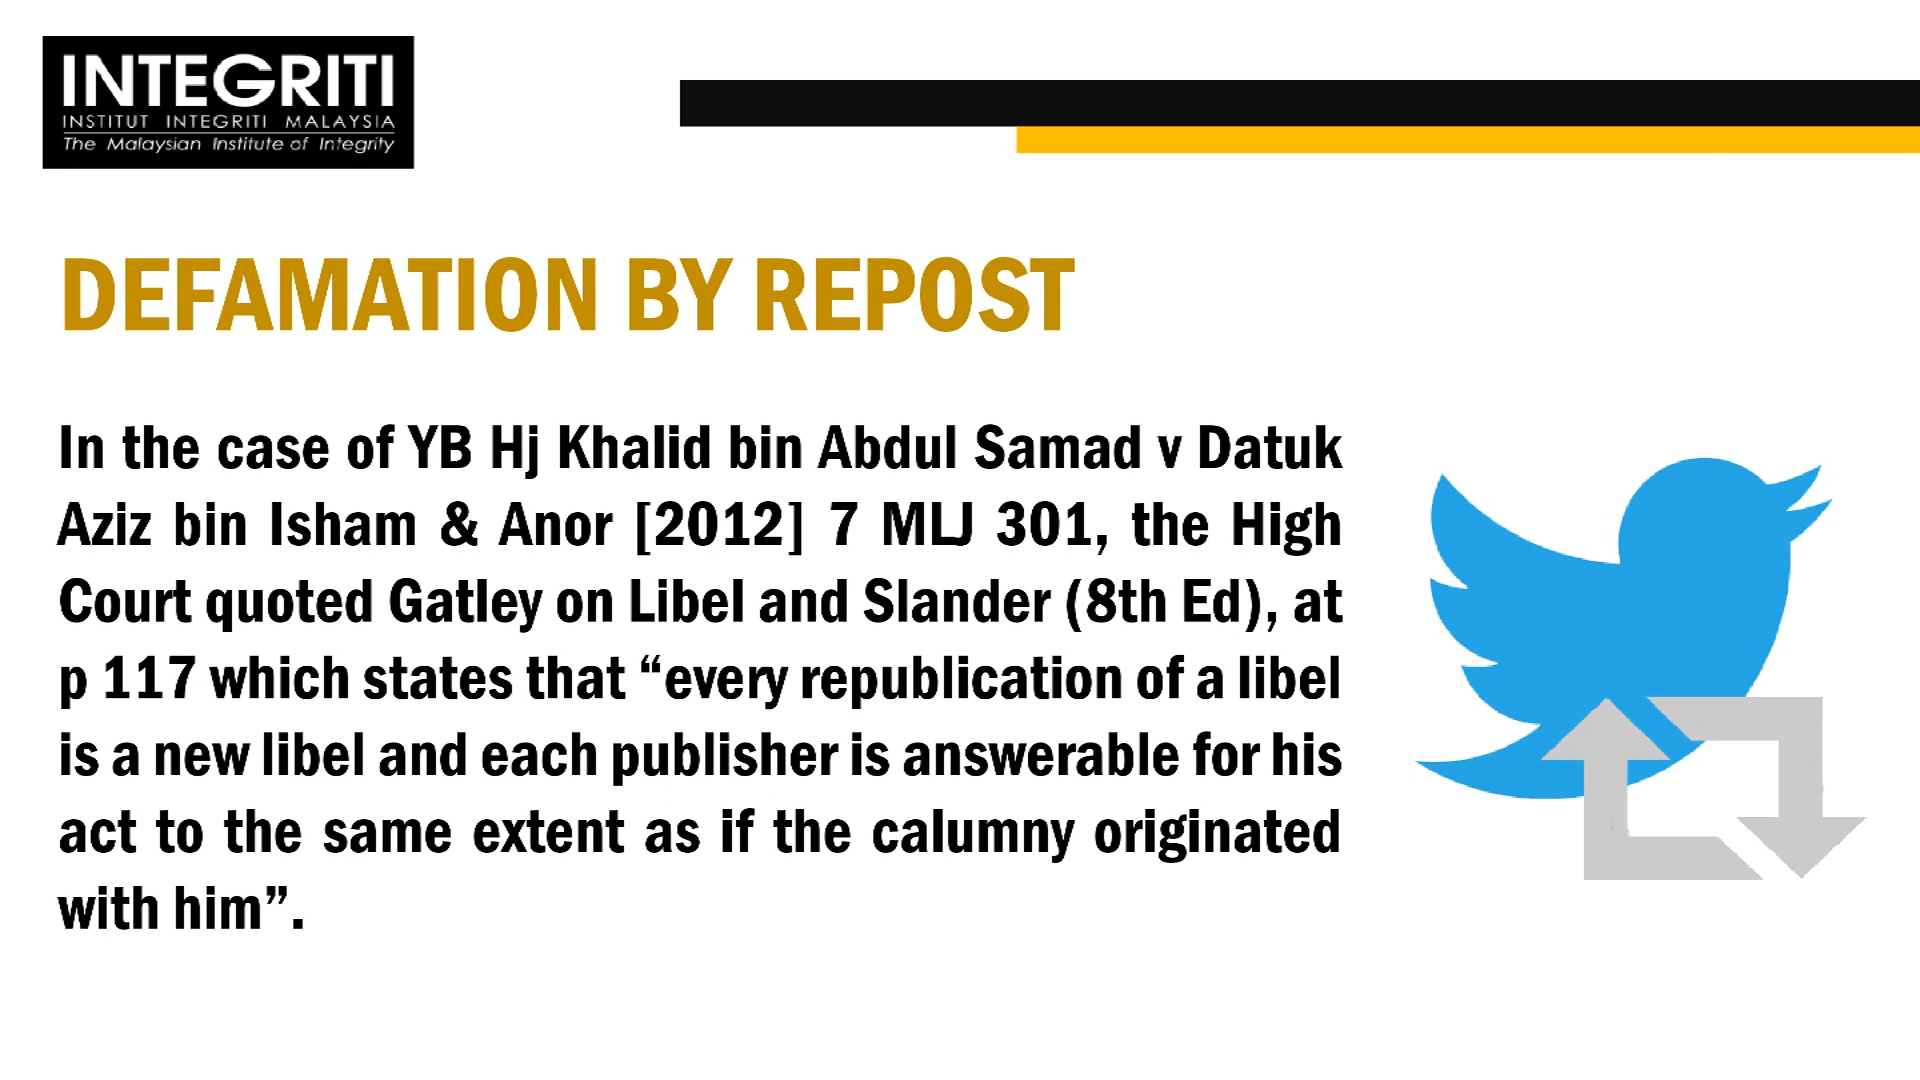 INTEGRITI
INSTITUT INTEGRITI MALAYSIA
The Malaysian Institute of Integrity
DEFAMATION BY REPOST
In the case of YB Hj Khalid bin Abdul Samad v Datuk
Aziz bin Isham & Anor [2012] 7 MLJ 301, the High
Court quoted Gatley on Libel and Slander (8th Ed), at
p 117 which states that “every republication of a libel
is a new libel and each publisher is answerable for his
act to the same extent as if the calumny originated
with him”.